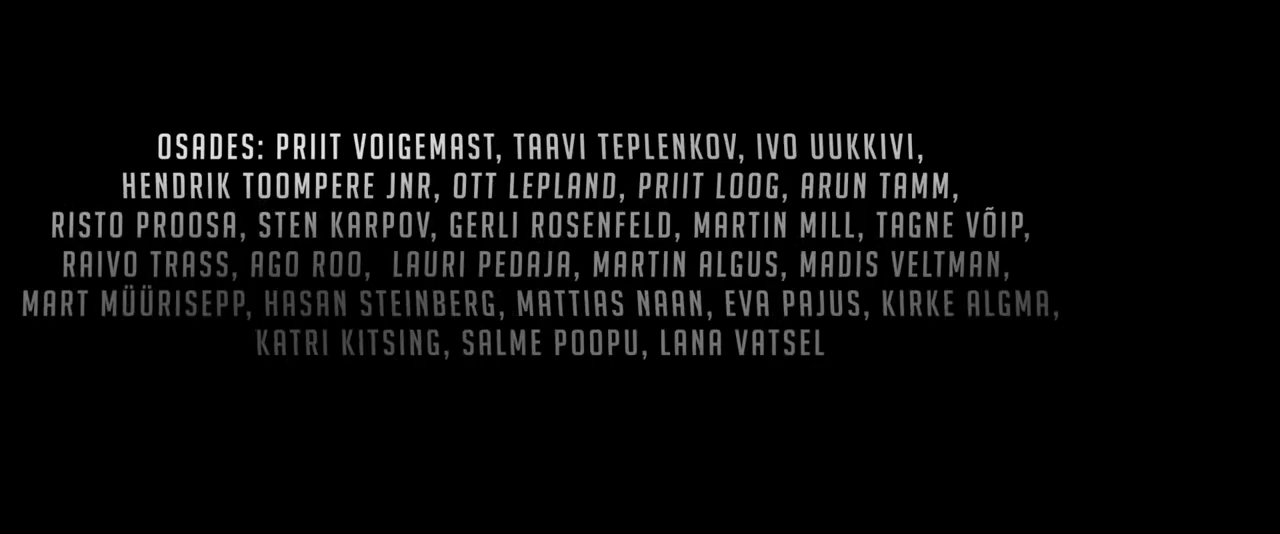 OSADES: PRIIT VOIGEMAST, TAAVI TEPLENKOV, IVO UUKKIVI,
HENDRIK TOOMPERE JNR, OTT LEPLAND, PRIIT LOOG, ARUN TAMM,
RISTO PROOSA, STEN KARPOV, GERLI ROSENFELD, MARTIN MILL, TAGNE VÕIP,
RAIVO TRASS, AGO ROO, LAURI PEDAJA, MARTIN ALGUS, MADIS VELTMAN,
MART MÜÜRISEPP, HASAN STEINBERG, MATTIAS NAAN, EVA PAJUS, KIRKE ALGMA,
KATRI KITSING, SALME POOPU, LANA VATSEL